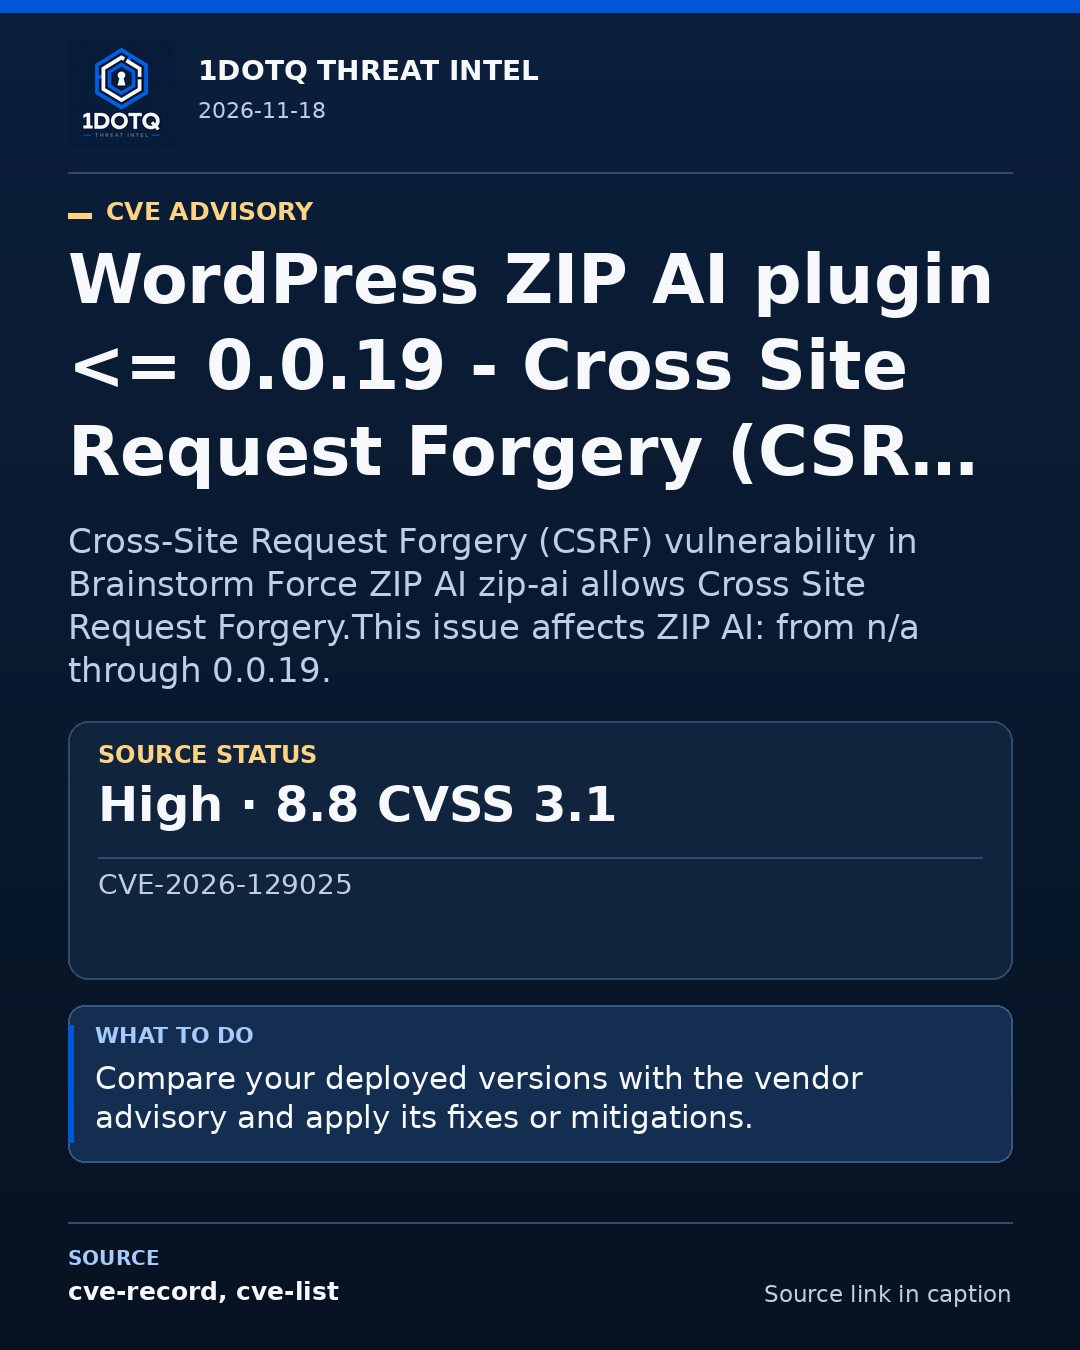 1DOTQ
THREAT INTEL
1DOTQ THREAT INTEL
2026-11-18
CVE ADVISORY
WordPress ZIP AI plugin
<= 0.0.19 - Cross Site
Request Forgery (CSR…
Cross-Site Request Forgery (CSRF) vulnerability in
Brainstorm Force ZIP AI zip-ai allows Cross Site
Request Forgery.This issue affects ZIP AI: from n/a
through 0.0.19.
SOURCE STATUS
High · 8.8 CVSS 3.1
CVE-2026-129025
WHAT TO DO
Compare your deployed versions with the vendor
advisory and apply its fixes or mitigations.
SOURCE
cve-record, cve-list
Source link in caption